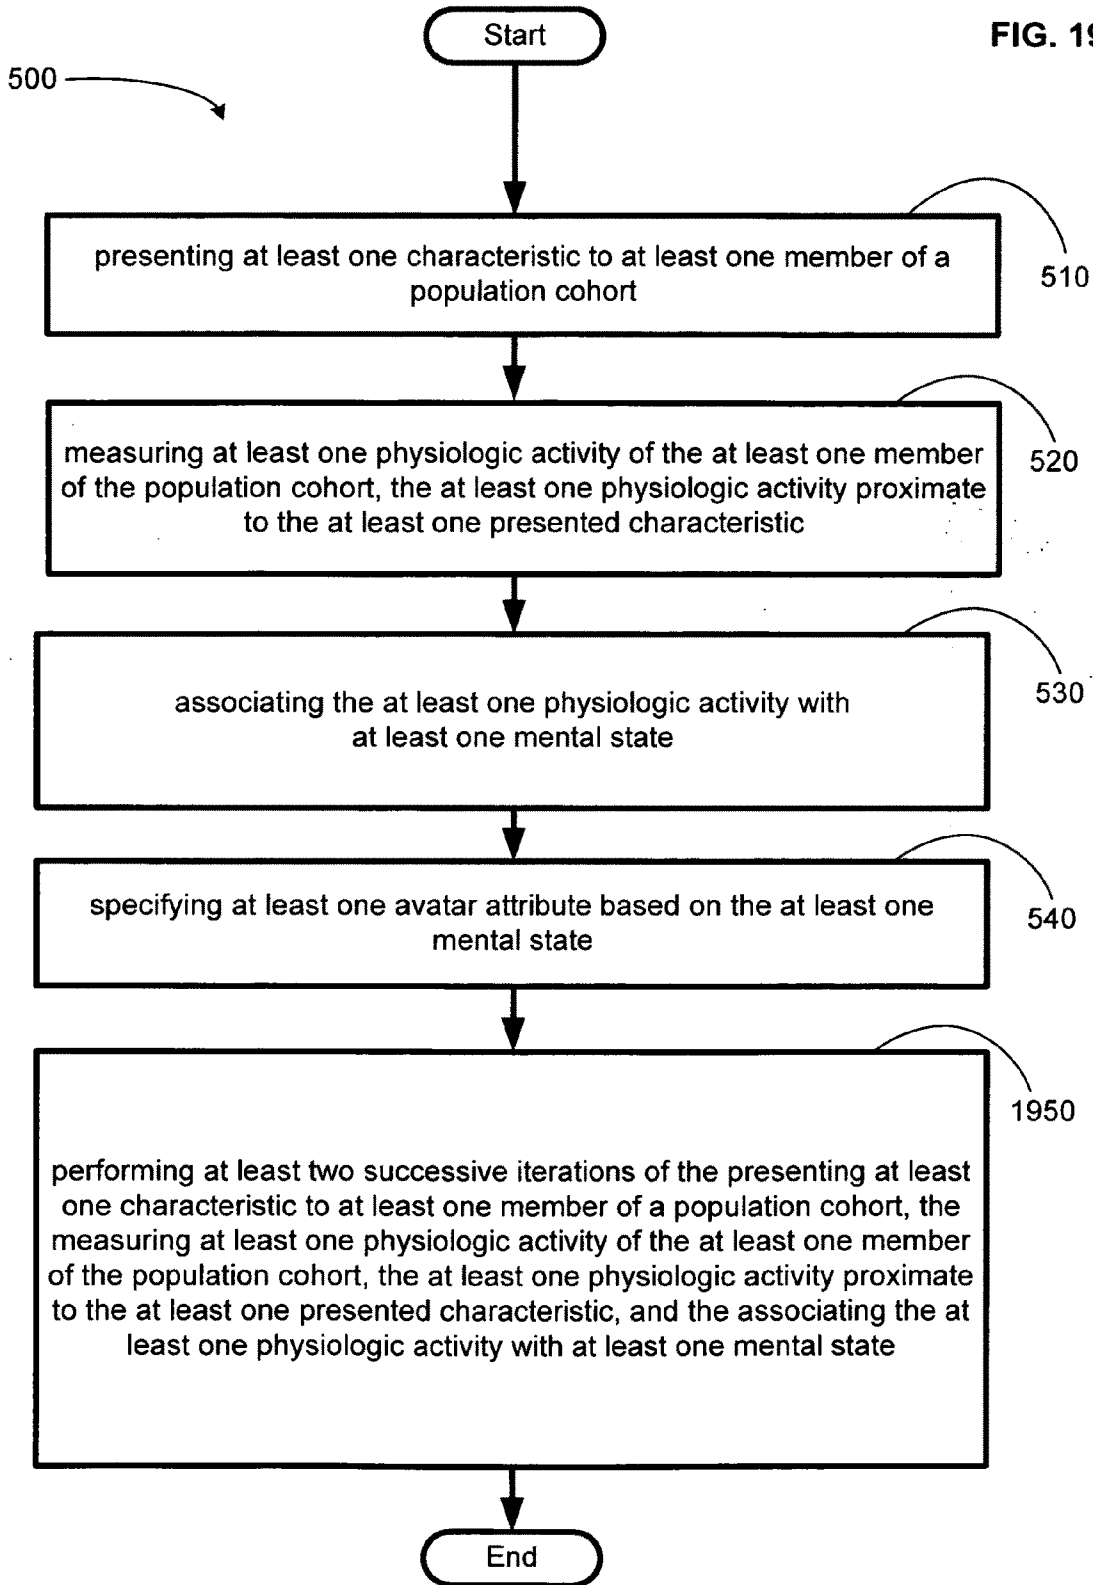 Start
FIG. 19
500
presenting at least one characteristic to at least one member of a
population cohort
510
measuring at least one physiologic activity of the at least one member
of the population cohort, the at least one physiologic activity proximate
to the at least one presented characteristic
520
associating the at least one physiologic activity with
at least one mental state
530
specifying at least one avatar attribute based on the at least one
mental state
540
performing at least two successive iterations of the presenting at least
one characteristic to at least one member of a population cohort, the
measuring at least one physiologic activity of the at least one member
of the population cohort, the at least one physiologic activity proximate
to the at least one presented characteristic, and the associating the at
least one physiologic activity with at least one mental state
1950
End